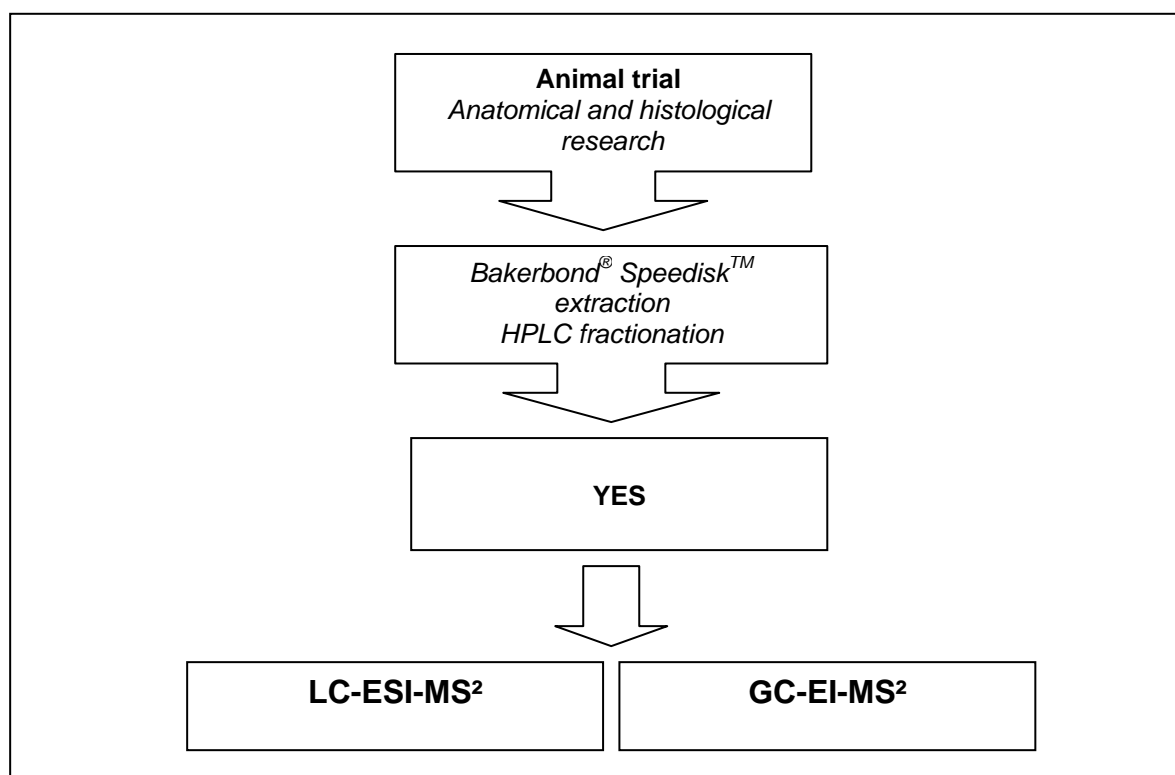 Animal trial
Anatomical and histological
research
Bakerbond® Speedisk™
extraction
HPLC fractionation
YES
LC-ESI-MS²
GC-EI-MS²